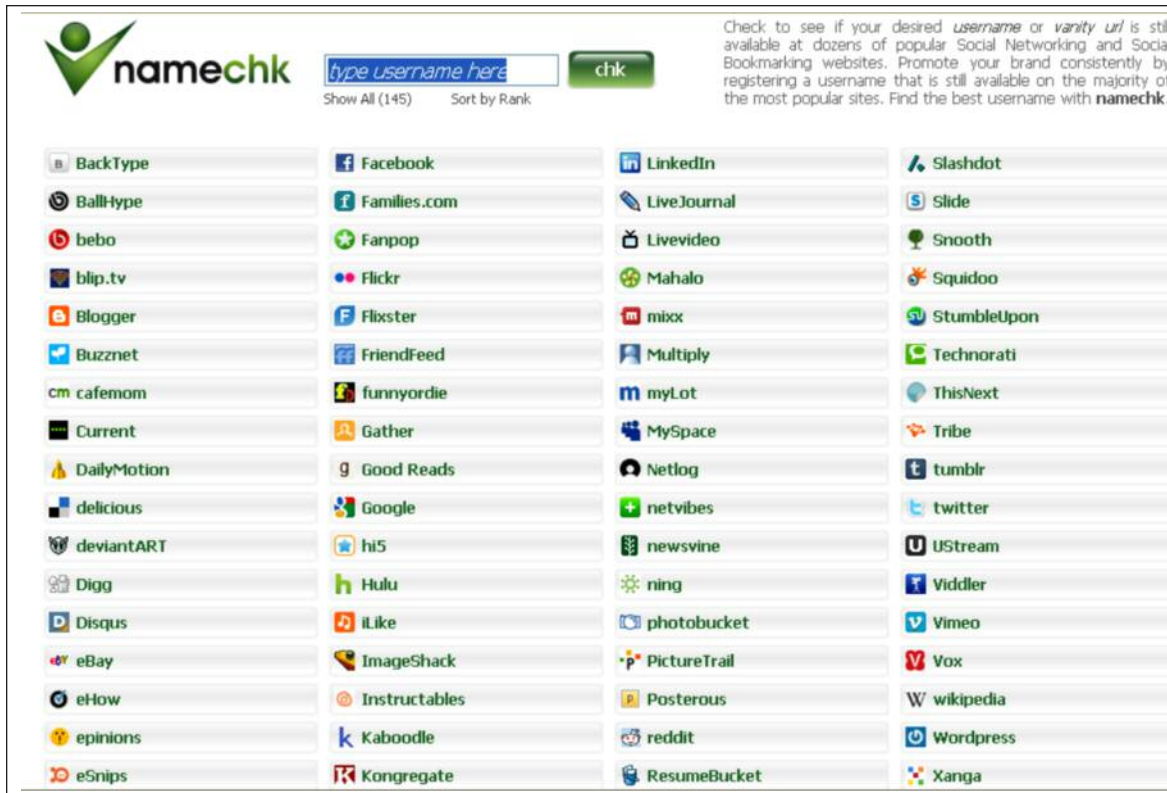 namechk
type username here
chk
Show All (145) Sort by Rank
Check to see if your desired username or vanity url is still
available at dozens of popular Social Networking and Social
Bookmarking websites. Promote your brand consistently by
registering a username that is still available on the majority of
the most popular sites. Find the best username with namechk.
BackType Facebook LinkedIn Slashdot
BallHype Families.com LiveJournal Slide
bebo Fanpop Livevideo Snooth
blip.tv Flickr Mahalo Squidoo
Blogger Flixster mixx StumbleUpon
Buzznet FriendFeed Multiply Technorati
cm cafemom funnyordie myLot ThisNext
Current Gather MySpace Tribe
DailyMotion Good Reads Netlog tumblr
delicious Google netvibes twitter
deviantART hi5 newsvine UStream
Digg Hulu ning Viddler
Disqus iLike photobucket Vimeo
eBay ImageShack PictureTrail Vox
eHow Instructables Posterous wikipedia
epinions Kaboodle reddit Wordpress
eSnips Kongregate ResumeBucket Xanga